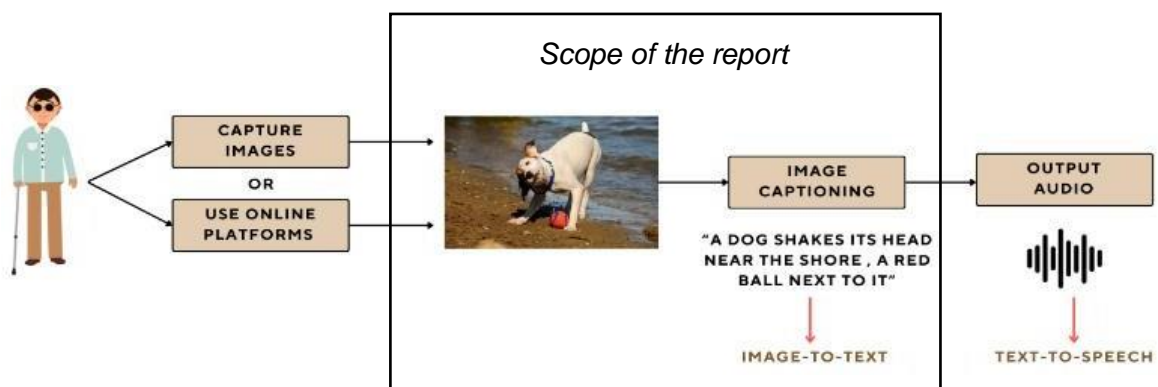 Scope of the report
CAPTURE
IMAGES
OR
USE ONLINE
PLATFORMS
IMAGE
CAPTIONING
"A DOG SHAKES ITS HEAD
NEAR THE SHORE , A RED
BALL NEXT TO IT"
IMAGE-TO-TEXT
OUTPUT
AUDIO
TEXT-TO-SPEECH